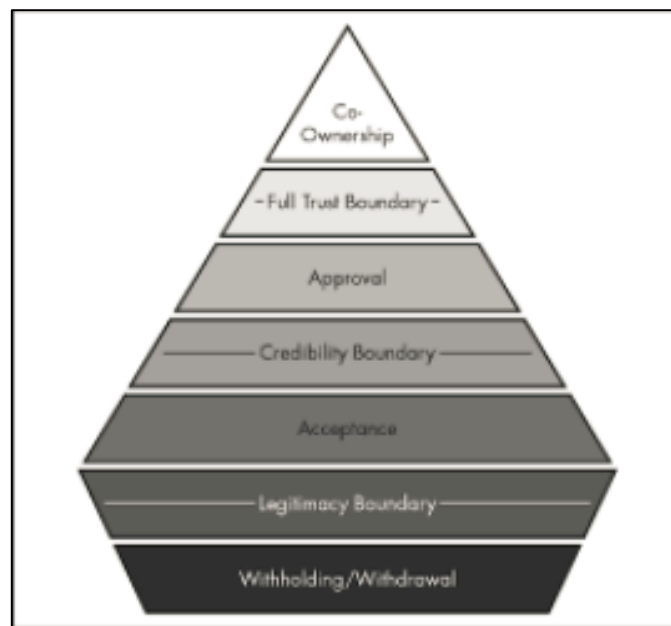 Co-
Ownership
- Full Trust Boundary -
Approval
Credibility Boundary
Acceptance
Legitimacy Boundary
Withholding/Withdrawal